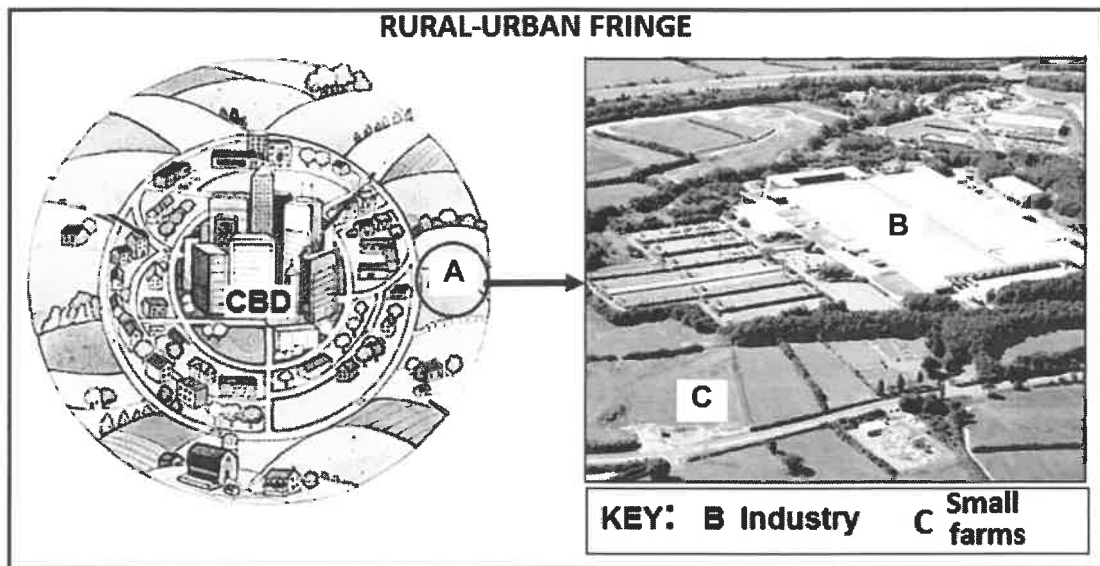 RURAL-URBAN FRINGE
CBD
A
B
C
KEY: B Industry C Small farms